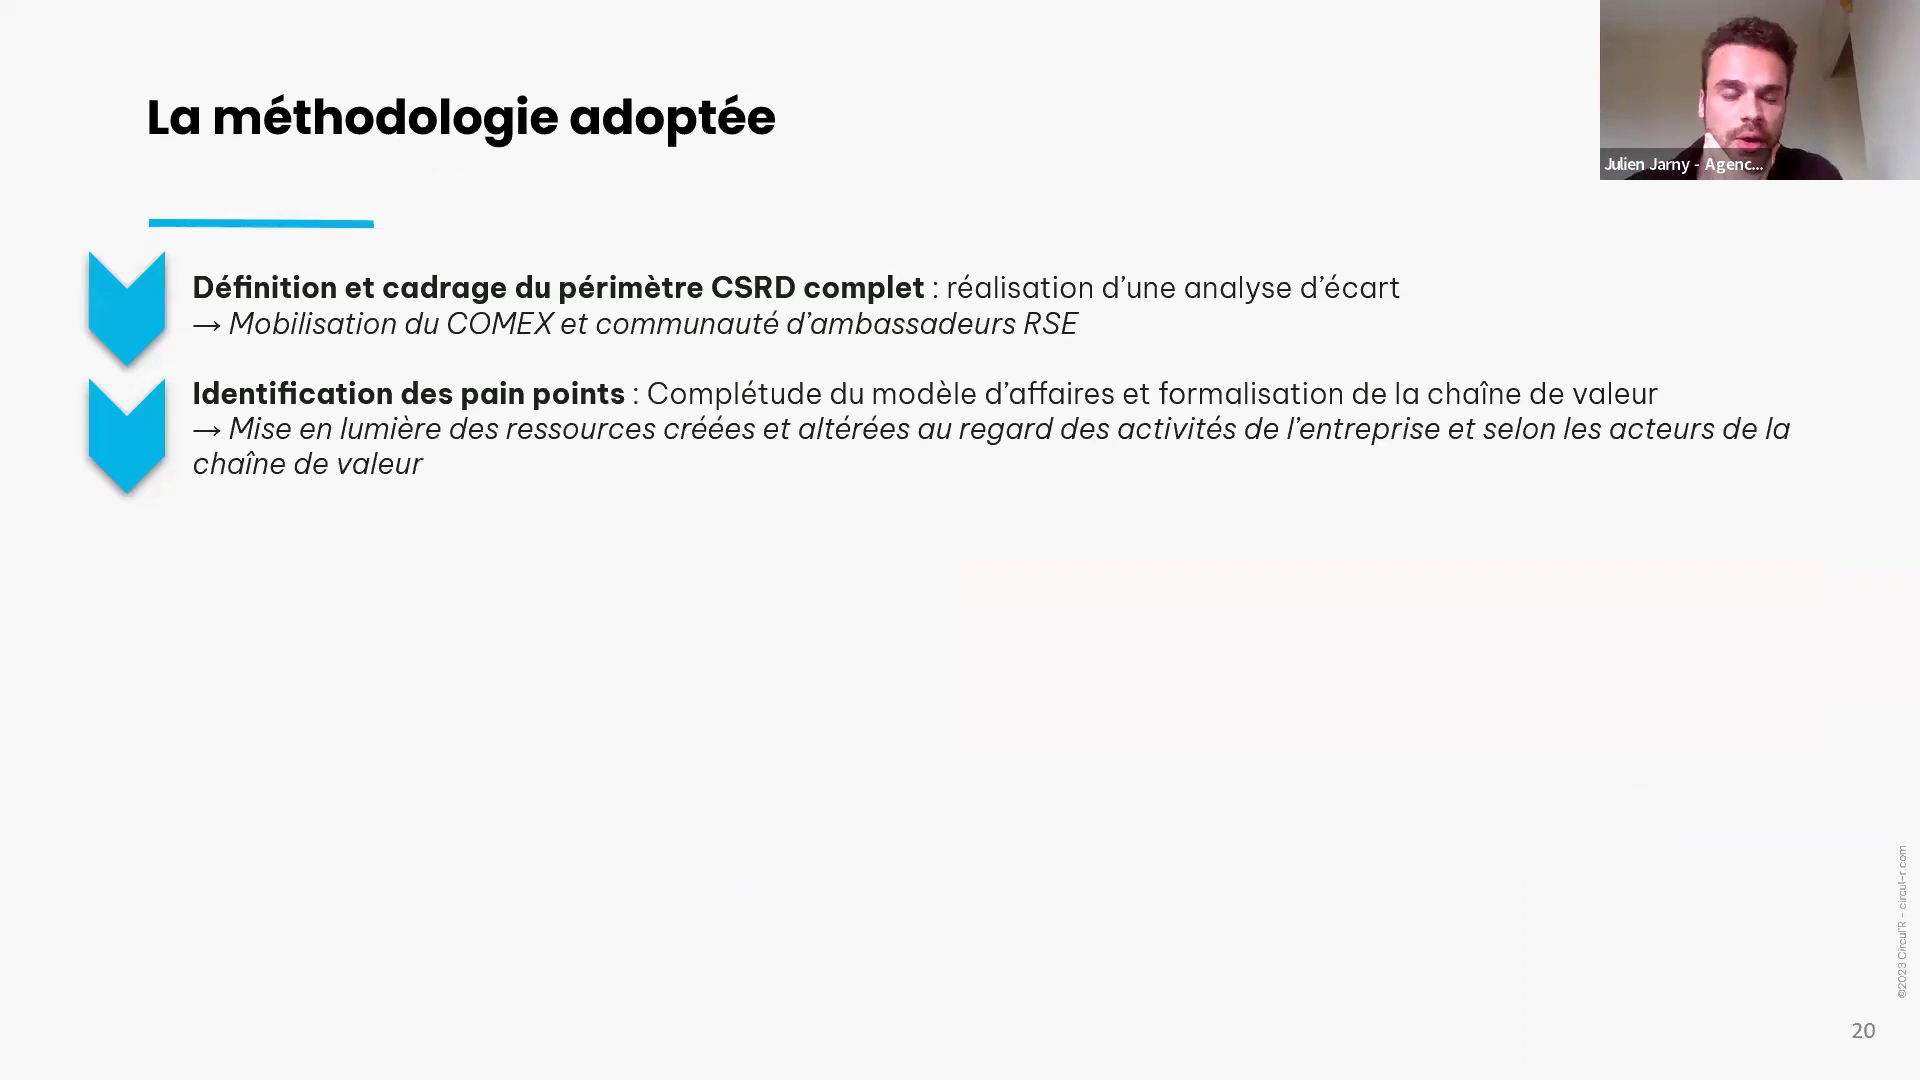 La méthodologie adoptée
Julien Jarny - Agenc...
Définition et cadrage du périmètre CSRD complet : réalisation d’une analyse d’écart
→ Mobilisation du COMEX et communauté d’ambassadeurs RSE
Identification des pain points : Complétude du modèle d’affaires et formalisation de la chaîne de valeur
→ Mise en lumière des ressources créées et altérées au regard des activités de l’entreprise et selon les acteurs de la
chaîne de valeur
©2023 Circul'R - circul-r.com
20